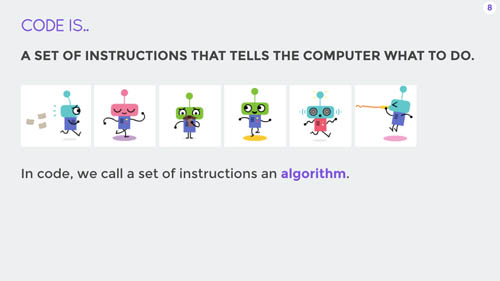 8
CODE IS..
A SET OF INSTRUCTIONS THAT TELLS THE COMPUTER WHAT TO DO.
In code, we call a set of instructions an algorithm.